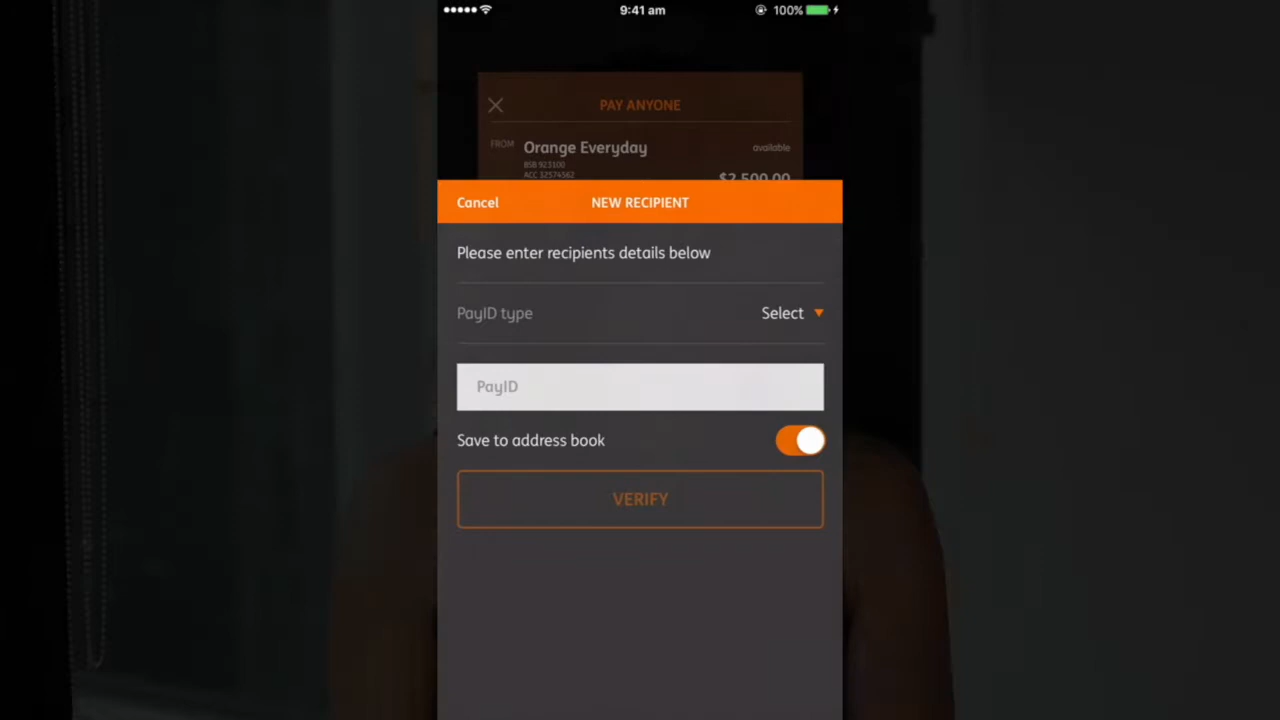 9:41 am
100%
PAY ANYONE
FROM Orange Everyday available
BSB 923100
ACC 32574562
$2,500.00
Cancel NEW RECIPIENT
Please enter recipients details below
PayID type Select
PayID
Save to address book
VERIFY